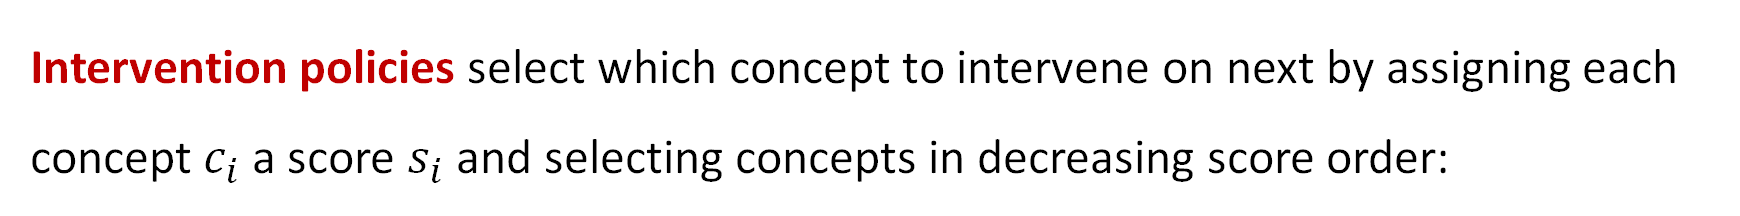 Intervention policies select which concept to intervene on next by assigning each
concept cᵢ a score sᵢ and selecting concepts in decreasing score order: